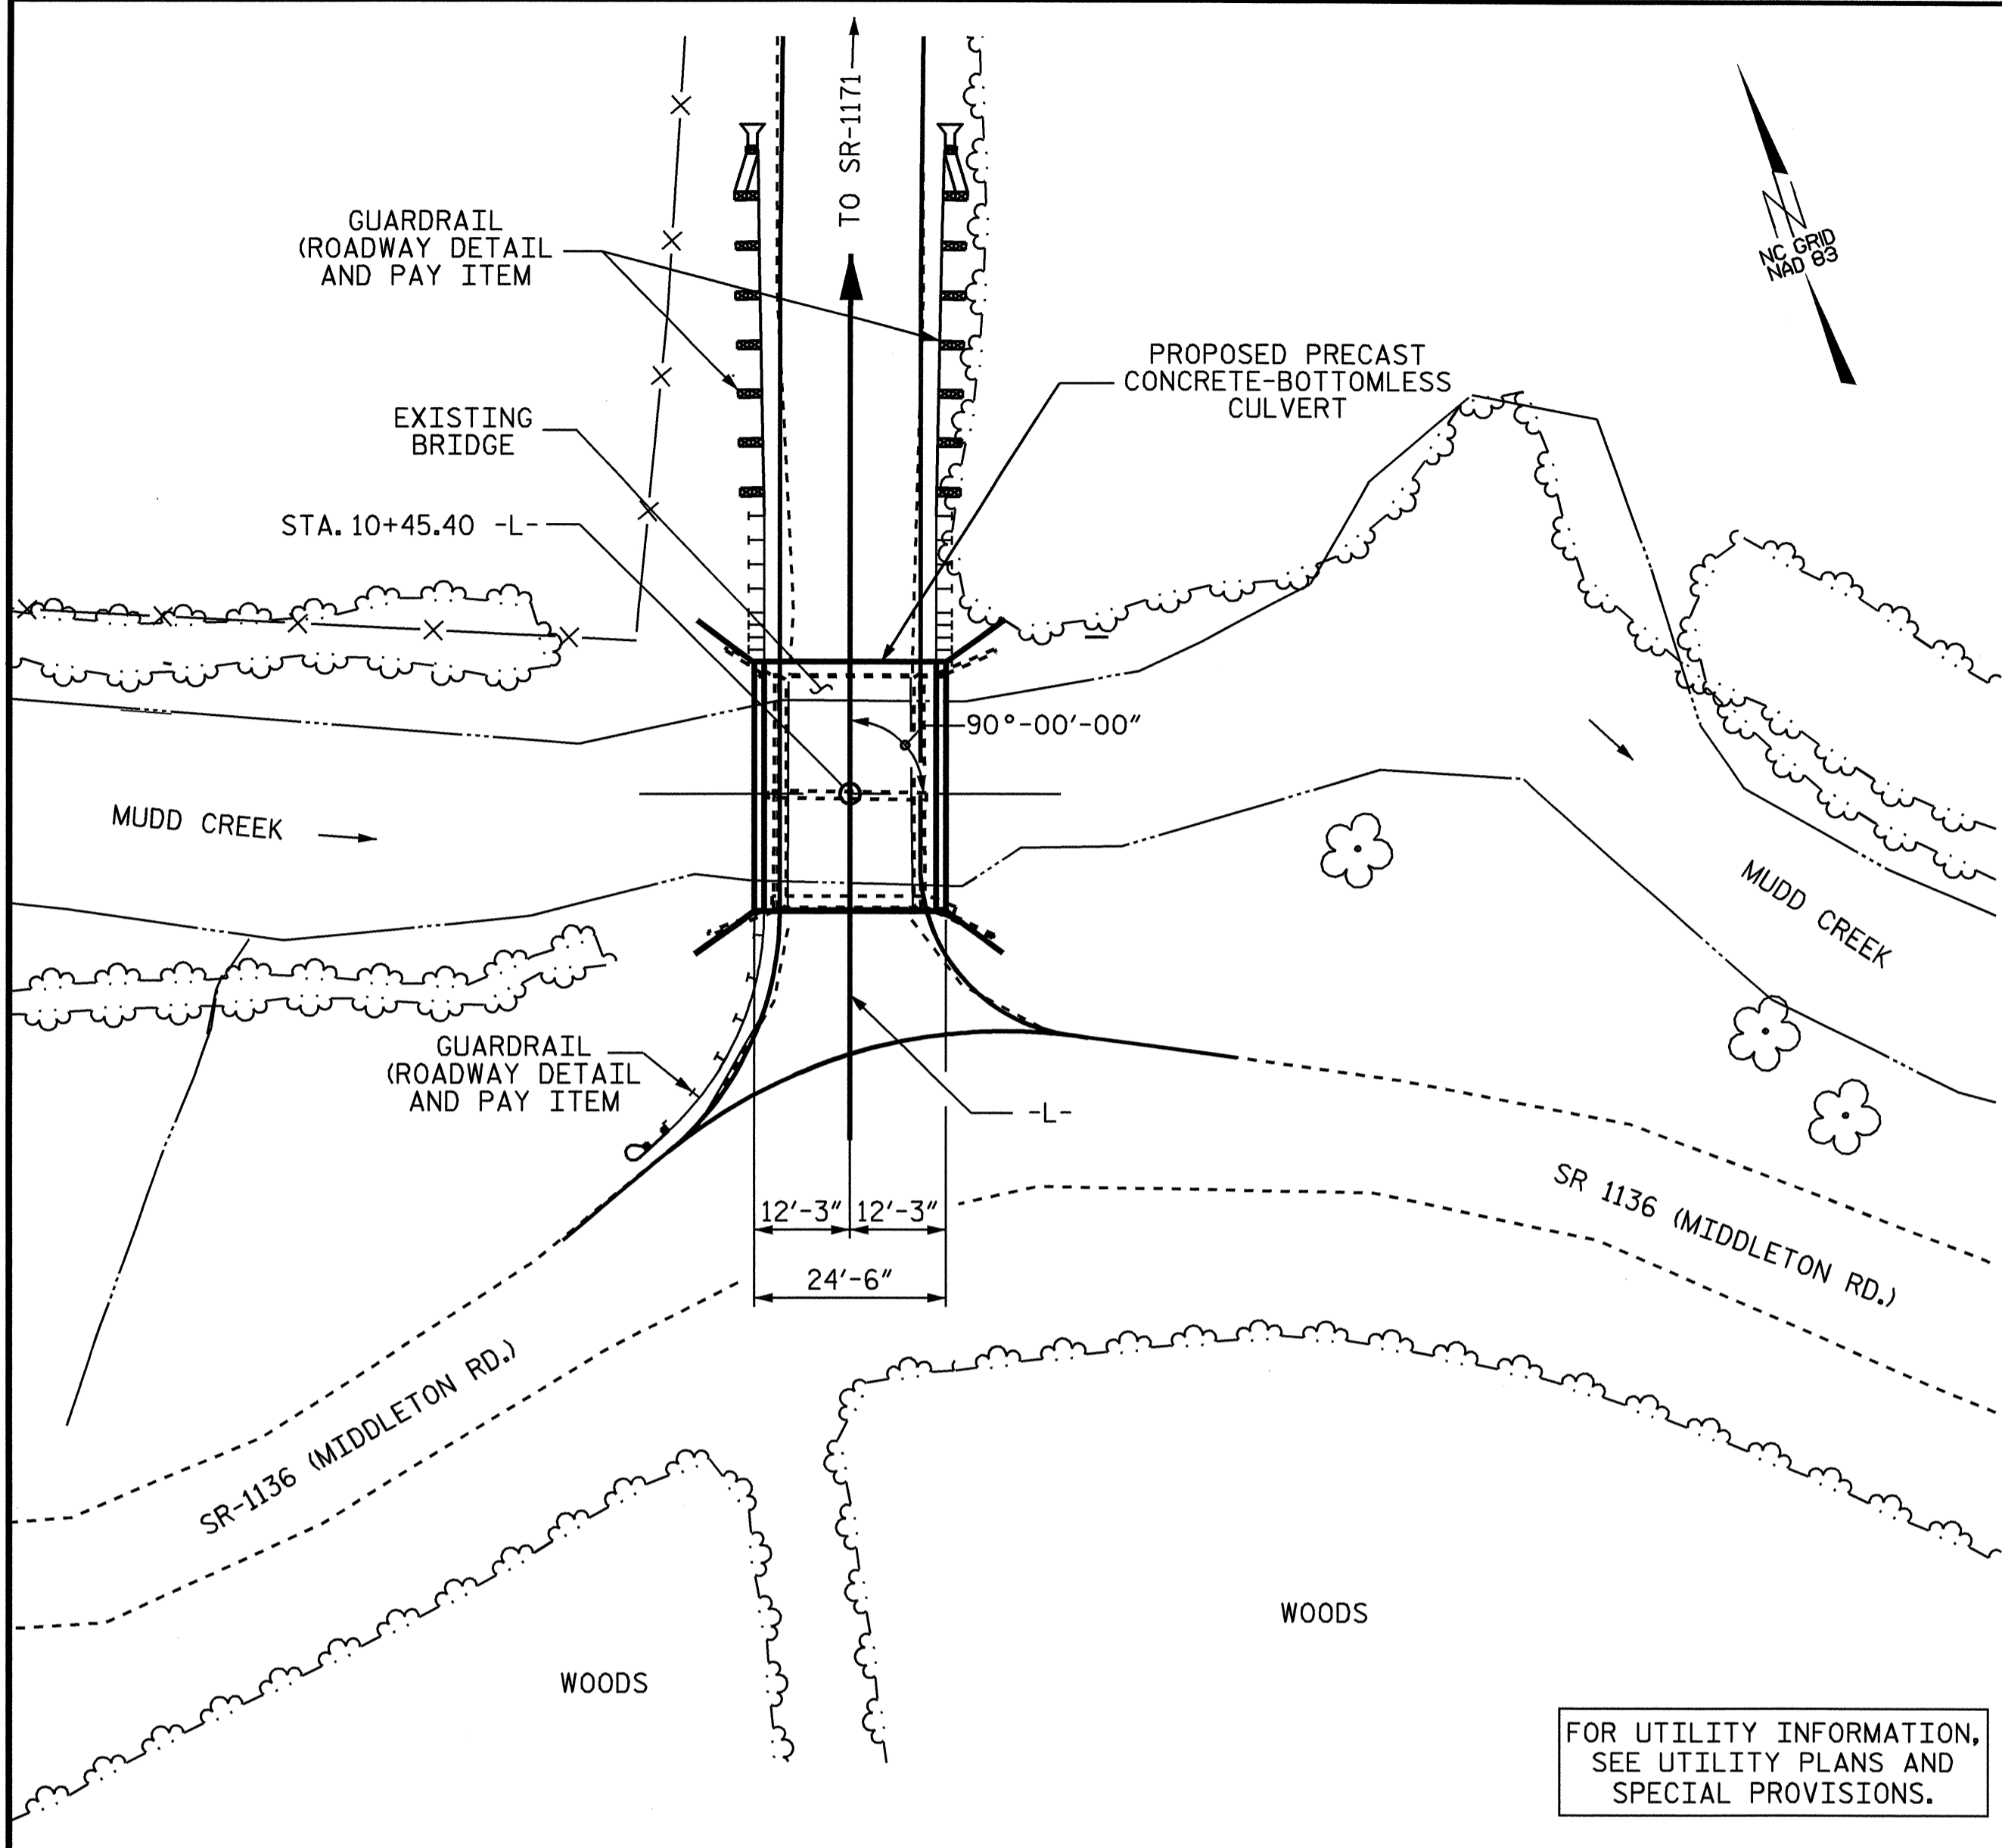 TO SR-1171
GUARDRAIL
(ROADWAY DETAIL
AND PAY ITEM
NC GRID
NAD 83
PROPOSED PRECAST
CONCRETE-BOTTOMLESS
CULVERT
EXISTING
BRIDGE
STA. 10+45.40 -L-
90°-00'-00"
MUDD CREEK
MUDD CREEK
GUARDRAIL
(ROADWAY DETAIL
AND PAY ITEM
-L-
12'-3" 12'-3"
24'-6"
SR 1136 (MIDDLETON RD.)
SR-1136 (MIDDLETON RD.)
WOODS
WOODS
FOR UTILITY INFORMATION,
SEE UTILITY PLANS AND
SPECIAL PROVISIONS.